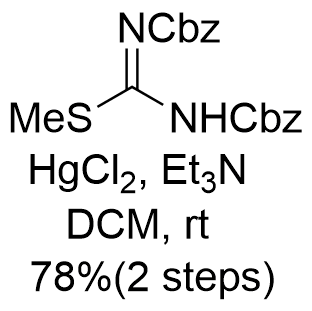 NCbz
MeS NHCbz
HgCl₂, Et₃N
DCM, rt
78%(2 steps)